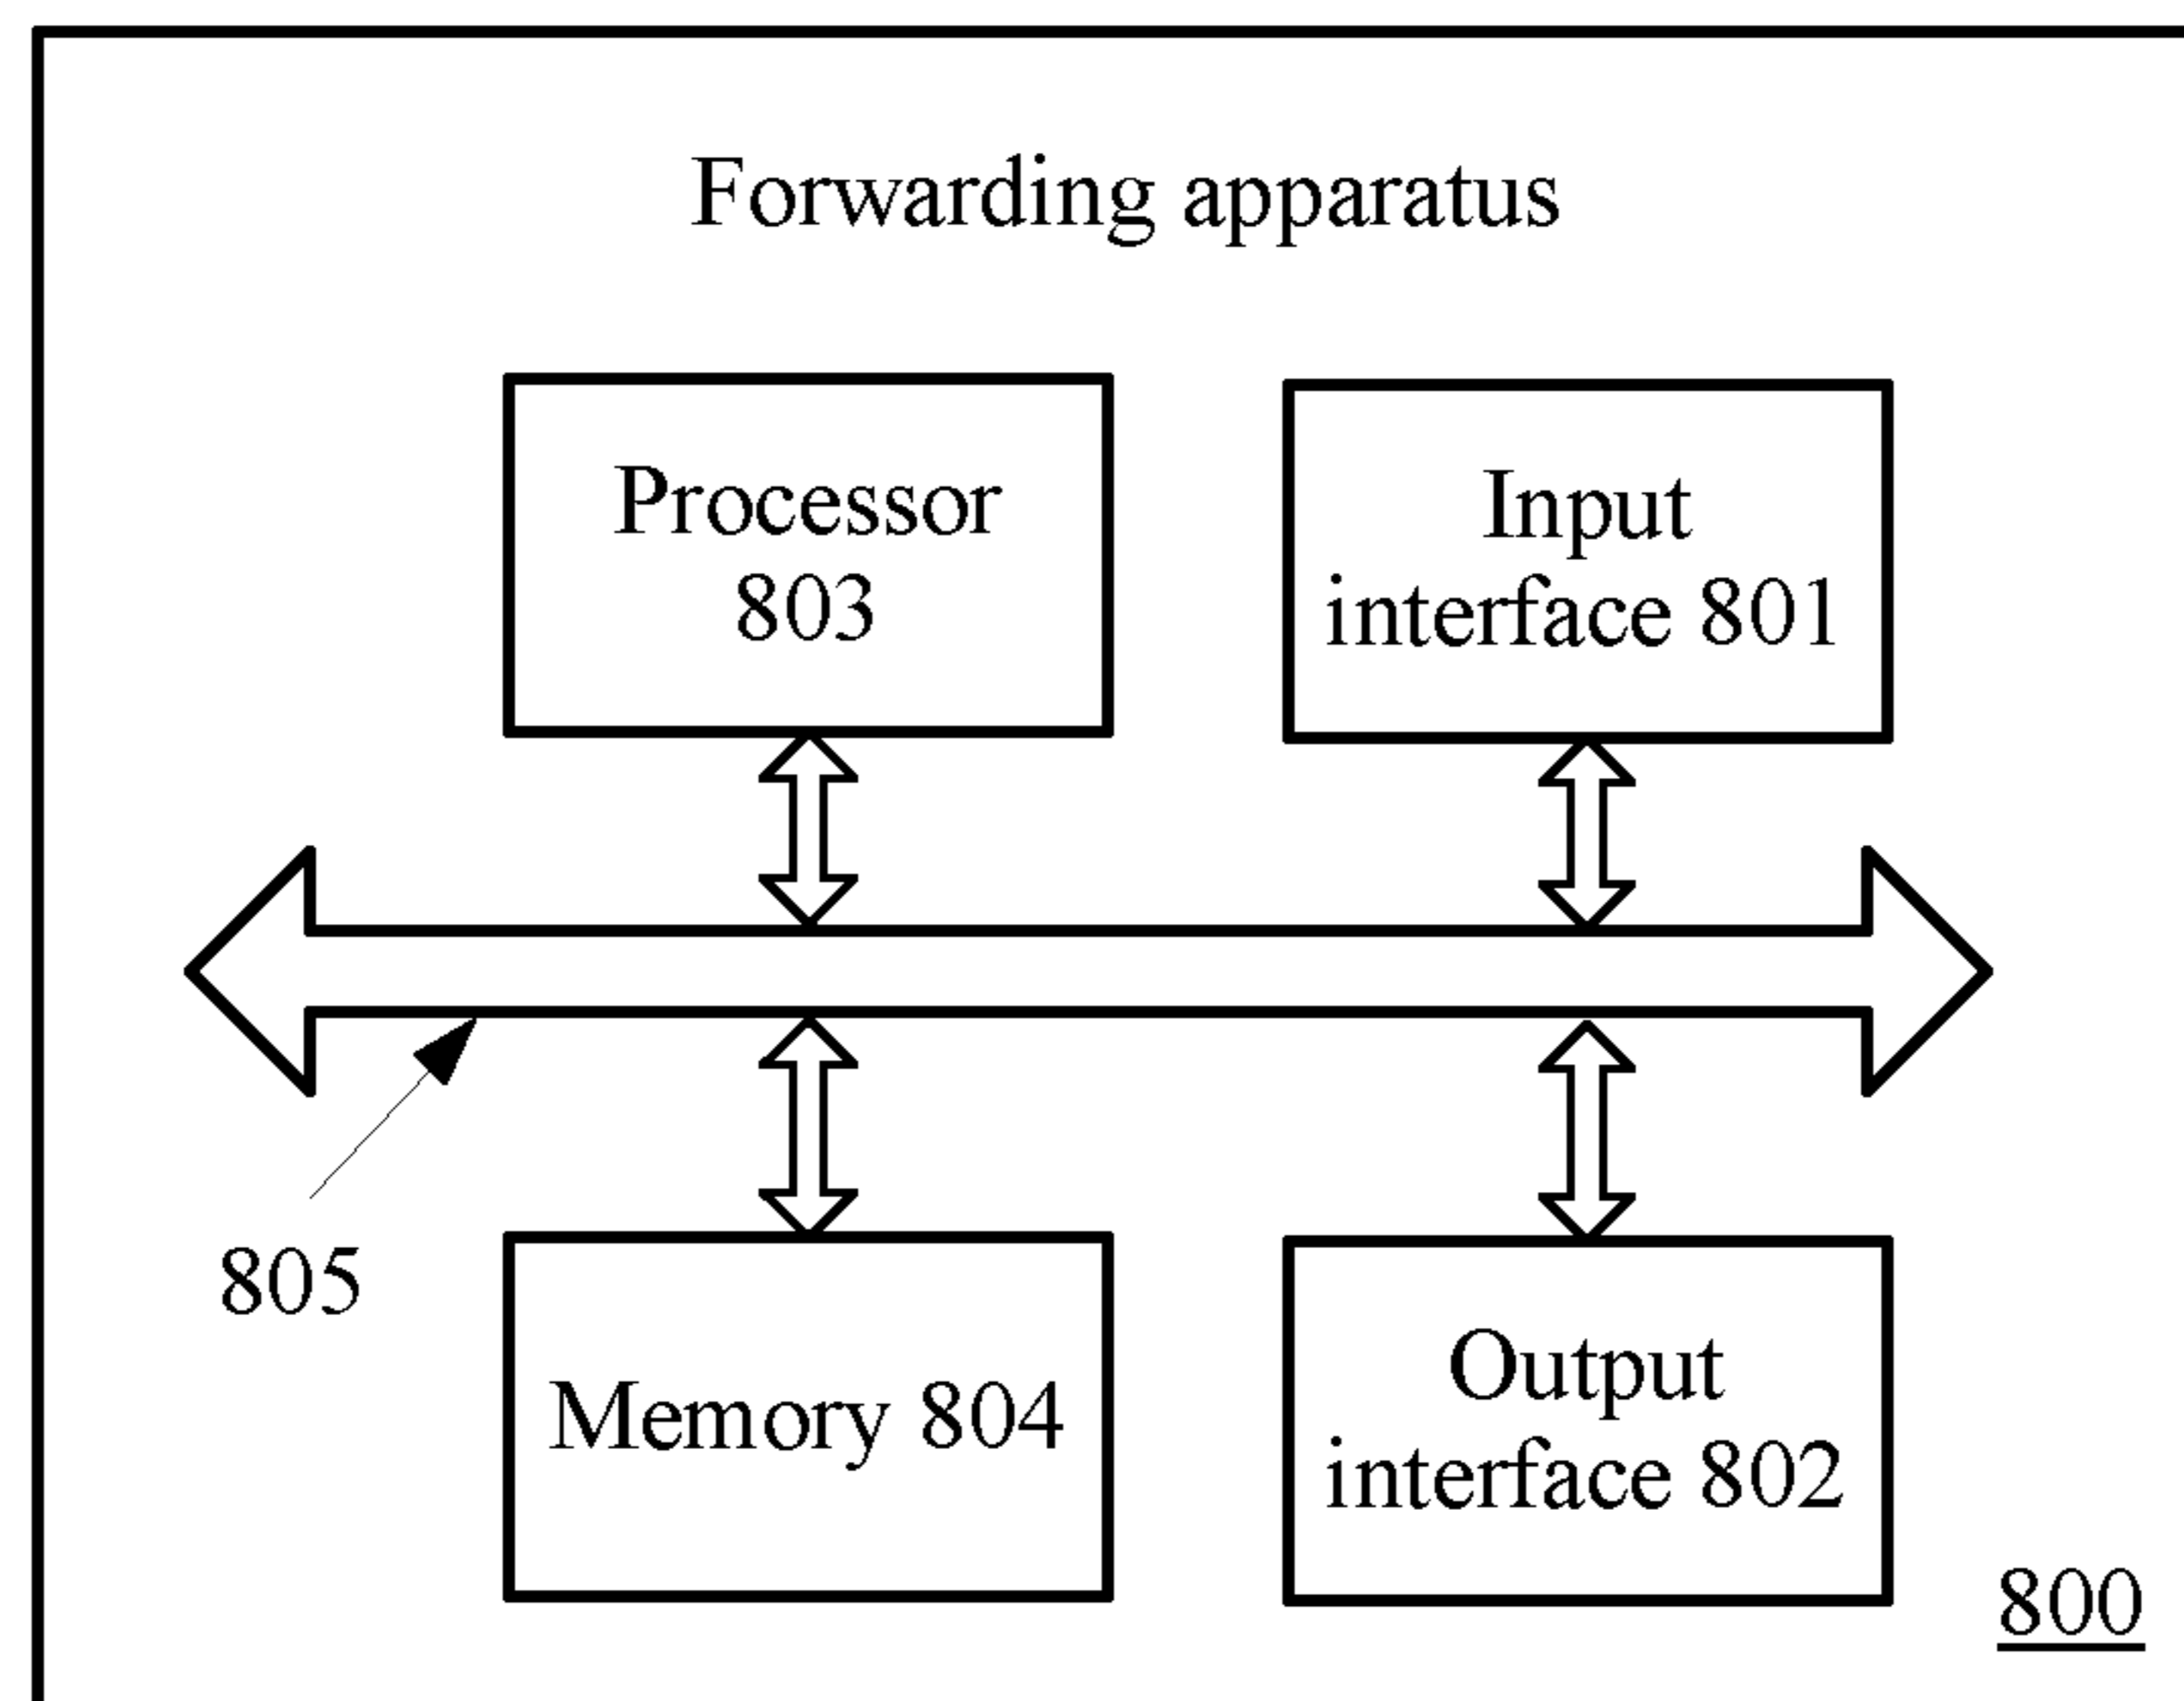 Forwarding apparatus
Processor
803
Input
interface 801
805
Memory 804
Output
interface 802
800